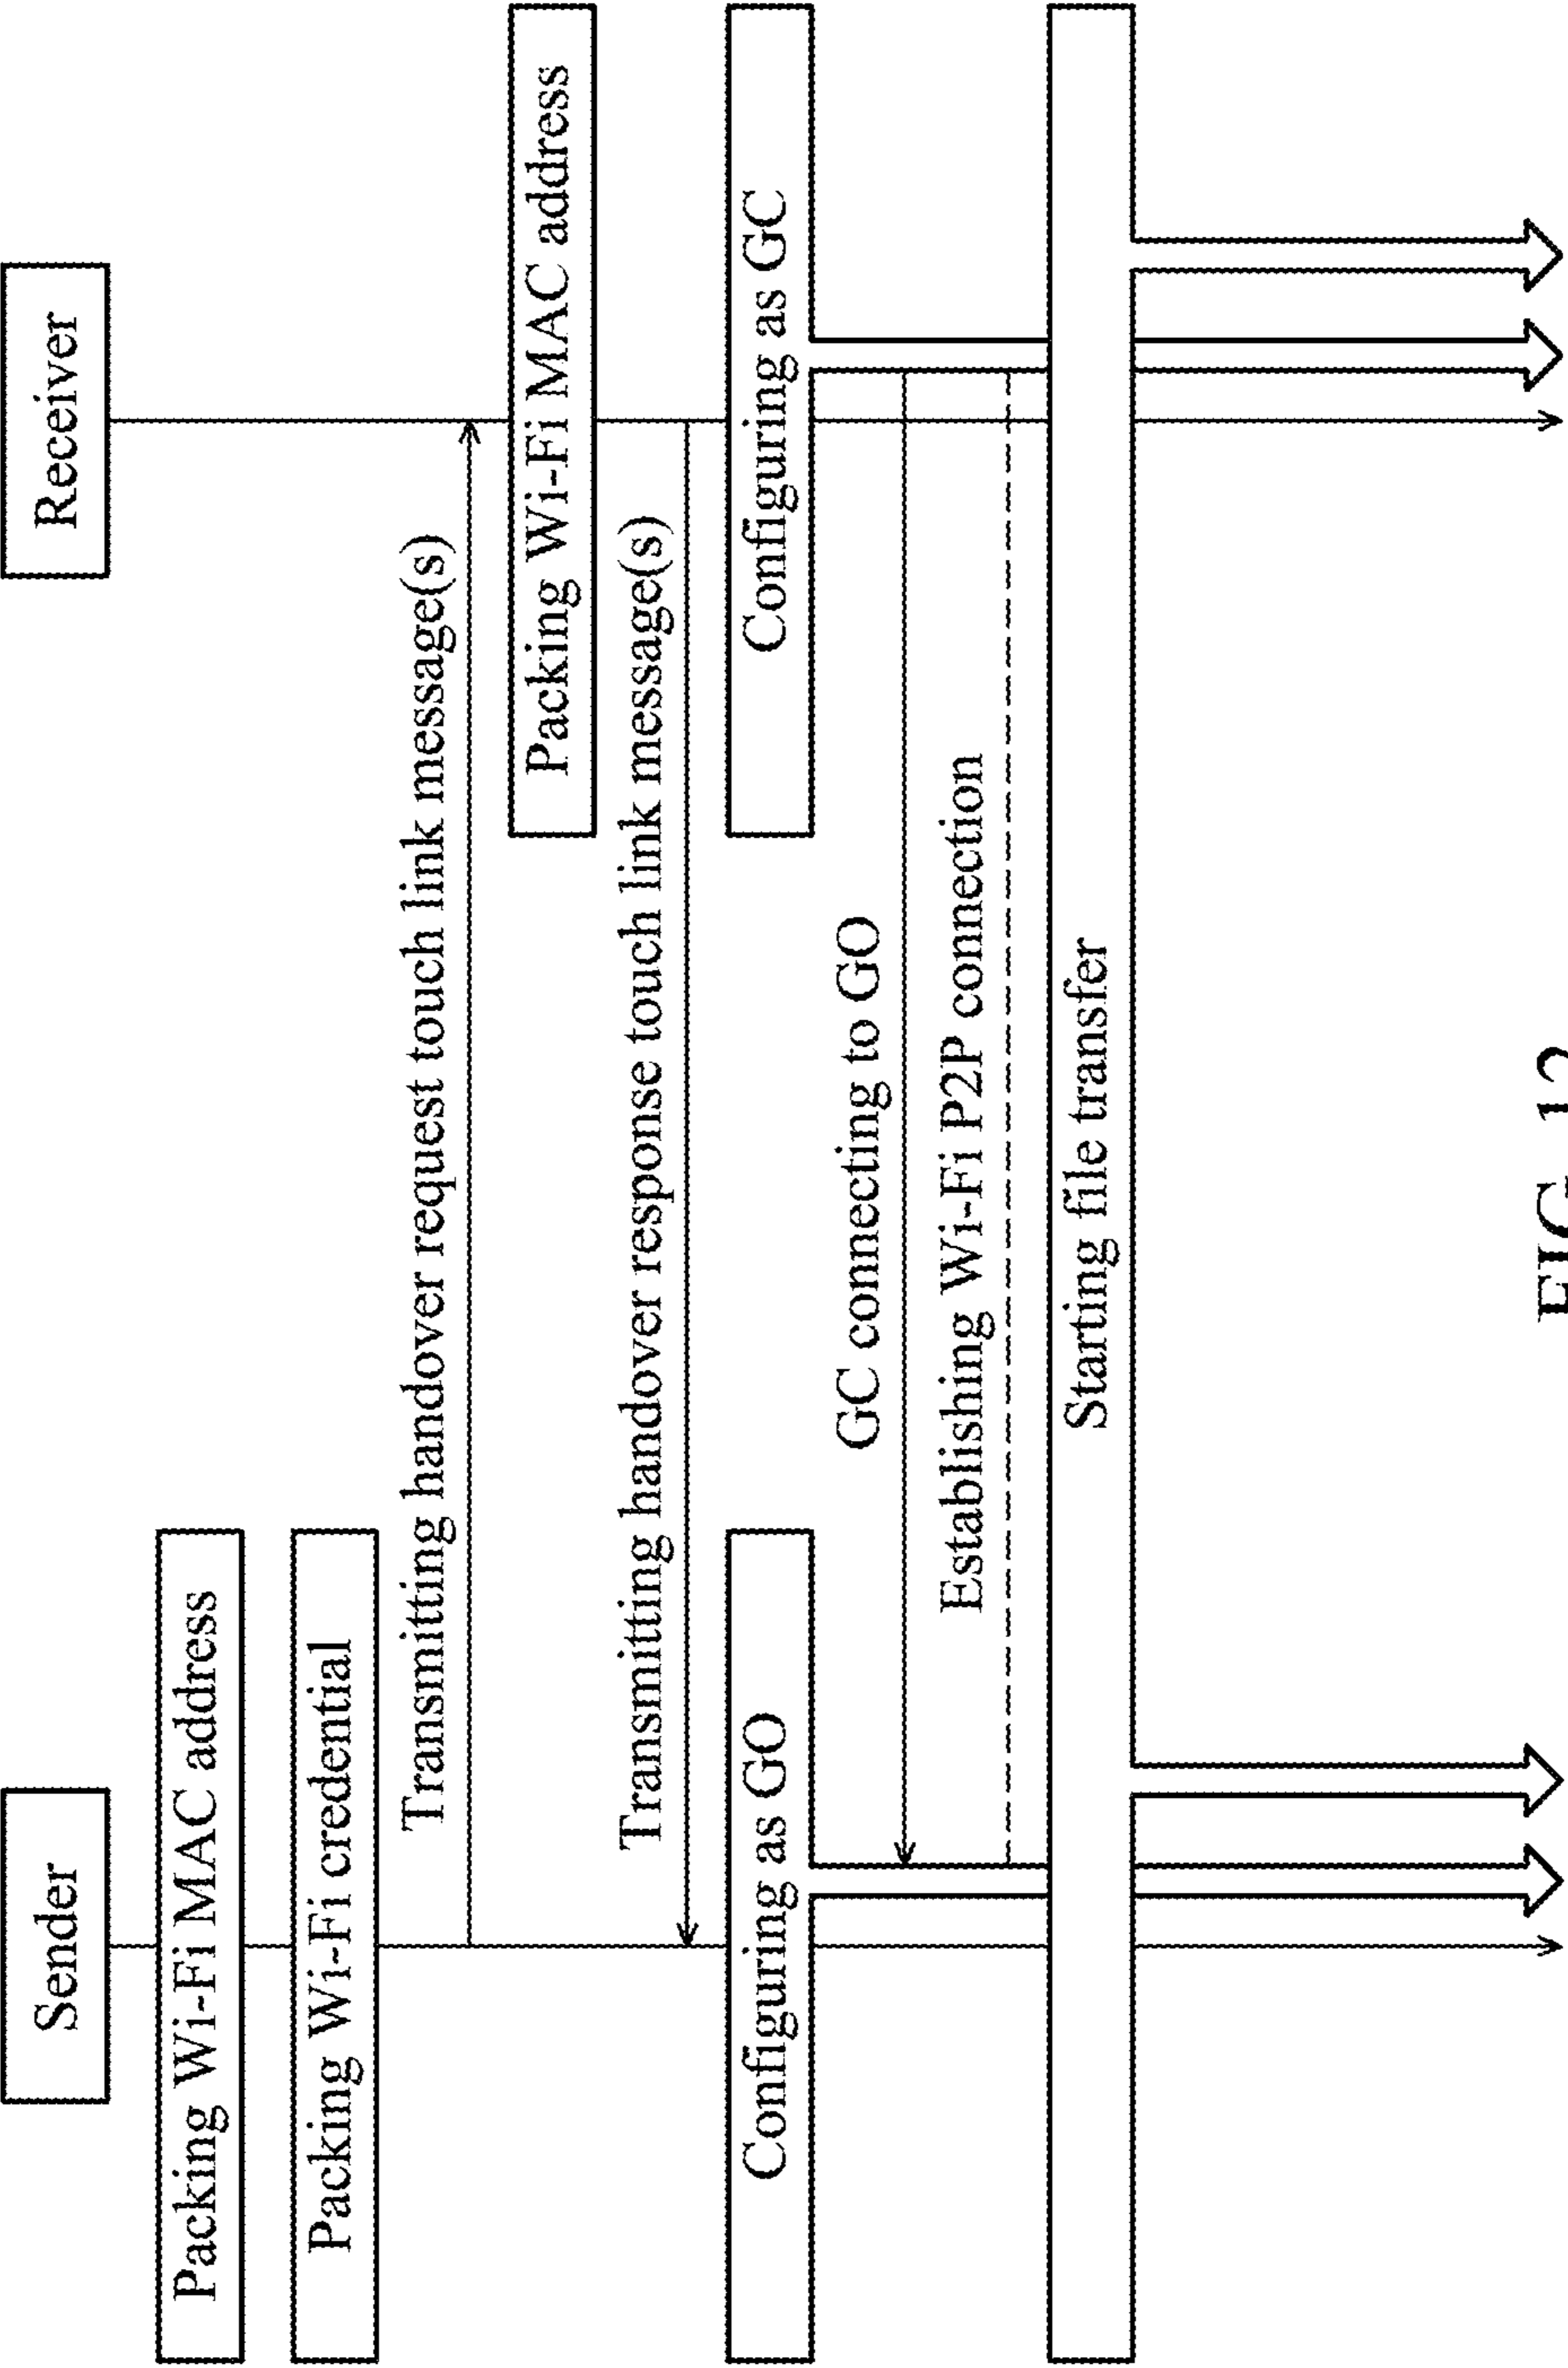 Sender
Receiver
Packing Wi-Fi MAC address
Packing Wi-Fi credential
Transmitting handover request touch link message(s)
Packing Wi-Fi MAC address
Transmitting handover response touch link message(s)
Configuring as GO
Configuring as GC
GC connecting to GO
Establishing Wi-Fi P2P connection
Starting file transfer
FIG. 12